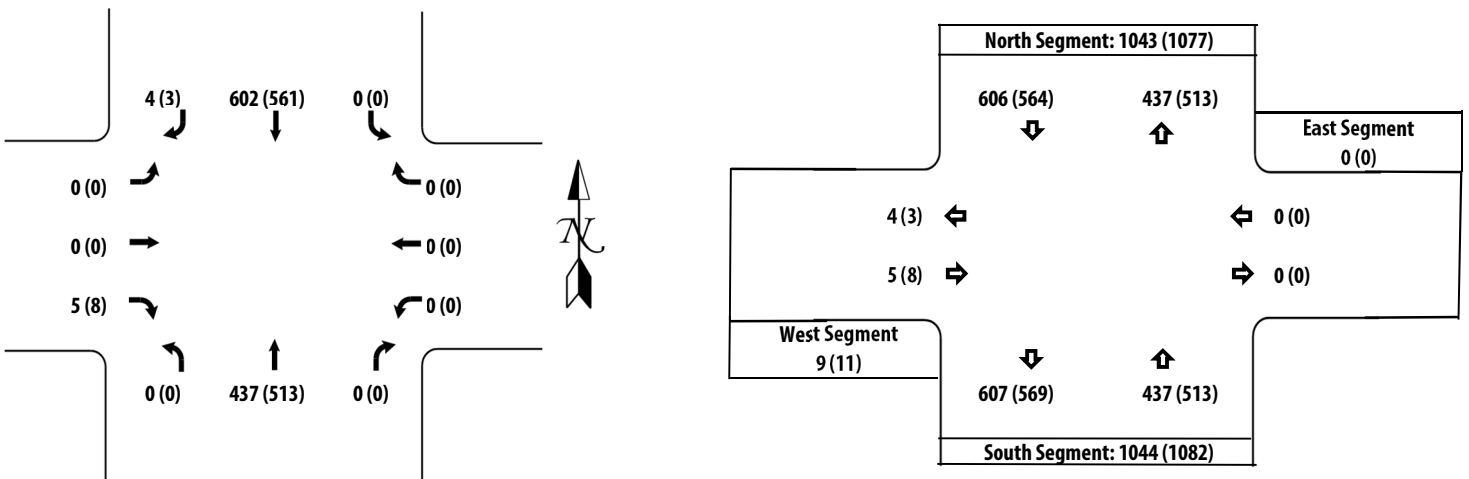 4 (3) 602 (561) 0 (0)
0 (0) 0 (0)
0 (0) 0 (0)
5 (8) 0 (0)
0 (0) 437 (513) 0 (0)
N
North Segment: 1043 (1077)
606 (564) 437 (513)
East Segment
0 (0)
4 (3) 0 (0)
5 (8) 0 (0)
West Segment
9 (11)
607 (569) 437 (513)
South Segment: 1044 (1082)